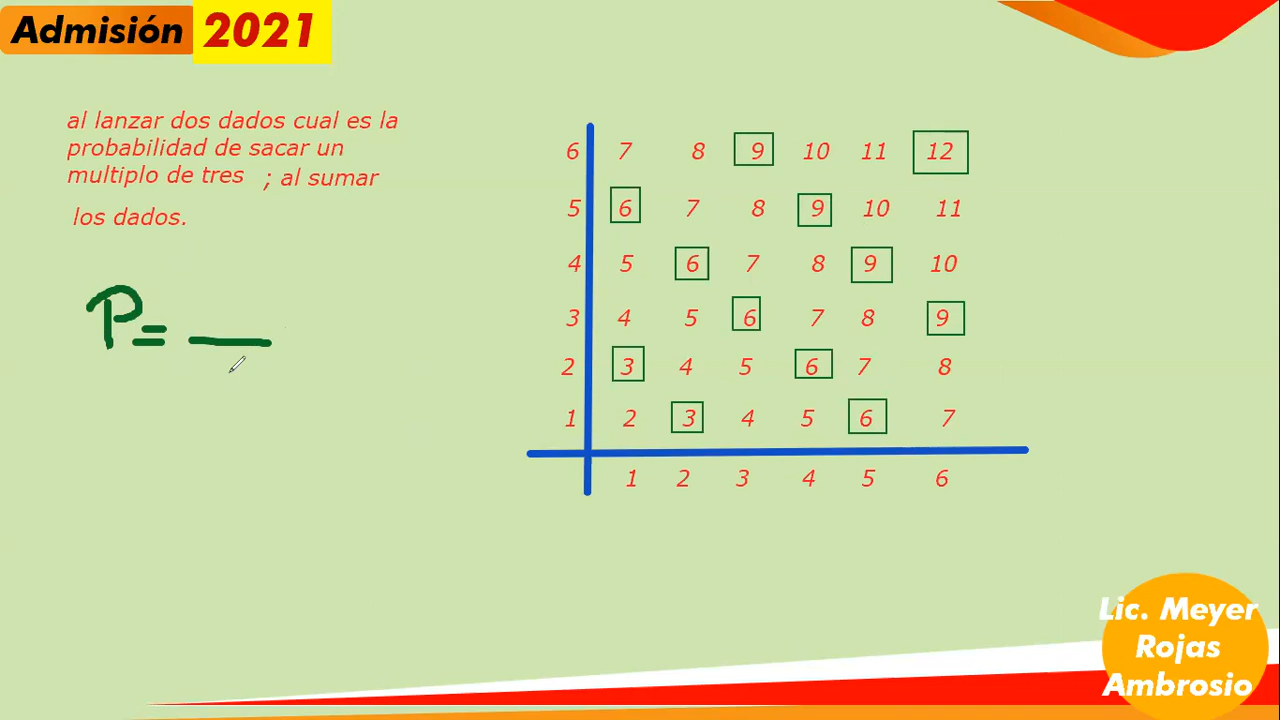 Admisión 2021
al lanzar dos dados cual es la
probabilidad de sacar un
multiplo de tres ; al sumar
los dados.
P=
6 7 8 9 10 11 12
5 6 7 8 9 10 11
4 5 6 7 8 9 10
3 4 5 6 7 8 9
2 3 4 5 6 7 8
1 2 3 4 5 6 7
1 2 3 4 5 6
Lic. Meyer
Rojas
Ambrosio